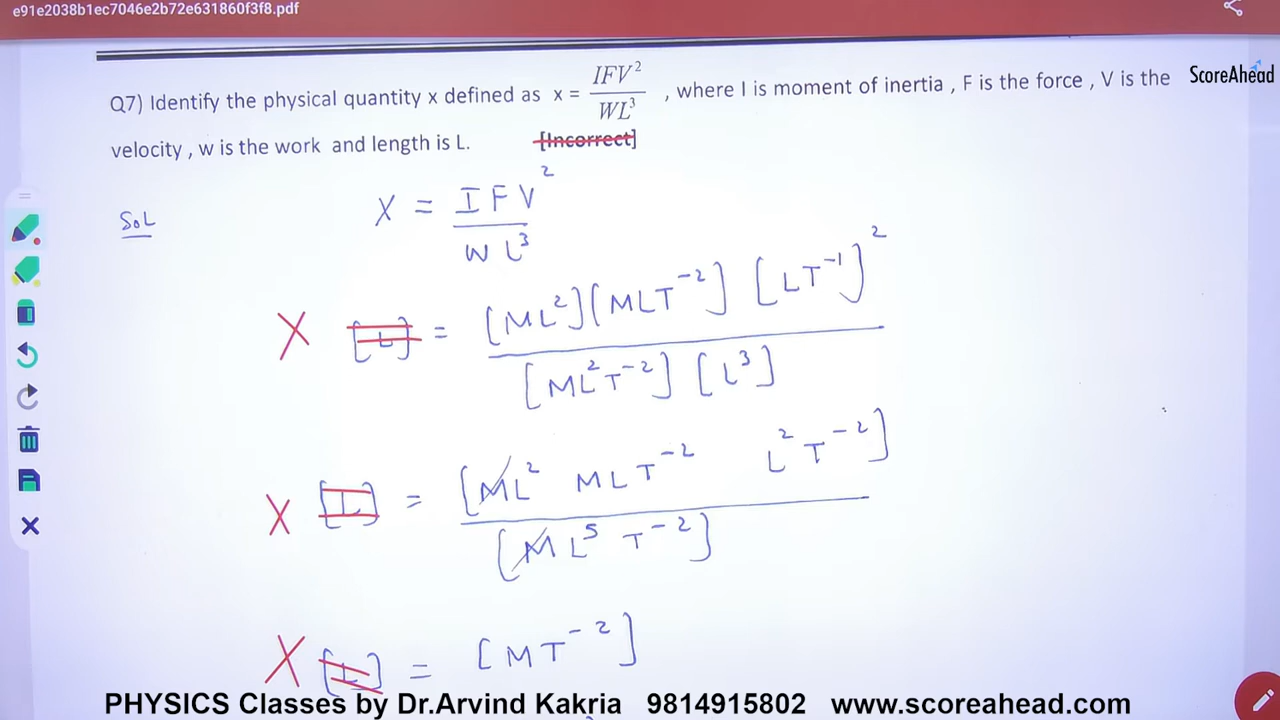 e91e2038b1ec7046e2b72e631860f3f8.pdf
ScoreAhead
Q7) Identify the physical quantity x defined as x = IFV²/WL³ , where I is moment of inertia , F is the force , V is the
velocity , w is the work and length is L. [Incorrect]
Sol
X = I F V² / W L³
X [L] = [ML²][MLT⁻²] [LT⁻¹]² / [ML²T⁻²] [L³]
X [L] = [ML² MLT⁻² L²T⁻²] / [ML⁵ T⁻²]
X [L] = [MT⁻²]
PHYSICS Classes by Dr.Arvind Kakria 9814915802 www.scoreahead.com